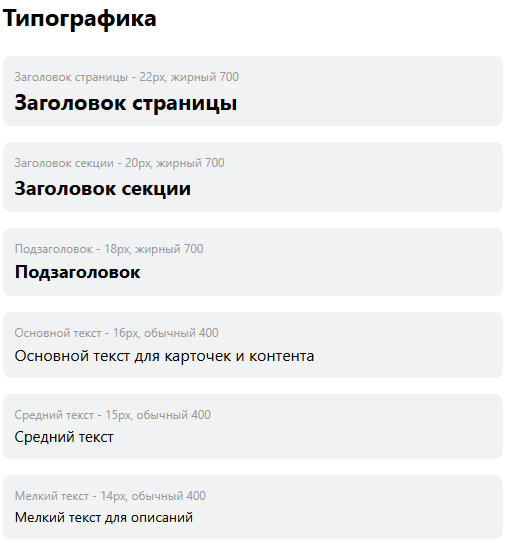 Типографика
Заголовок страницы - 22px, жирный 700
Заголовок страницы
Заголовок секции - 20px, жирный 700
Заголовок секции
Подзаголовок - 18px, жирный 700
Подзаголовок
Основной текст - 16px, обычный 400
Основной текст для карточек и контента
Средний текст - 15px, обычный 400
Средний текст
Мелкий текст - 14px, обычный 400
Мелкий текст для описаний